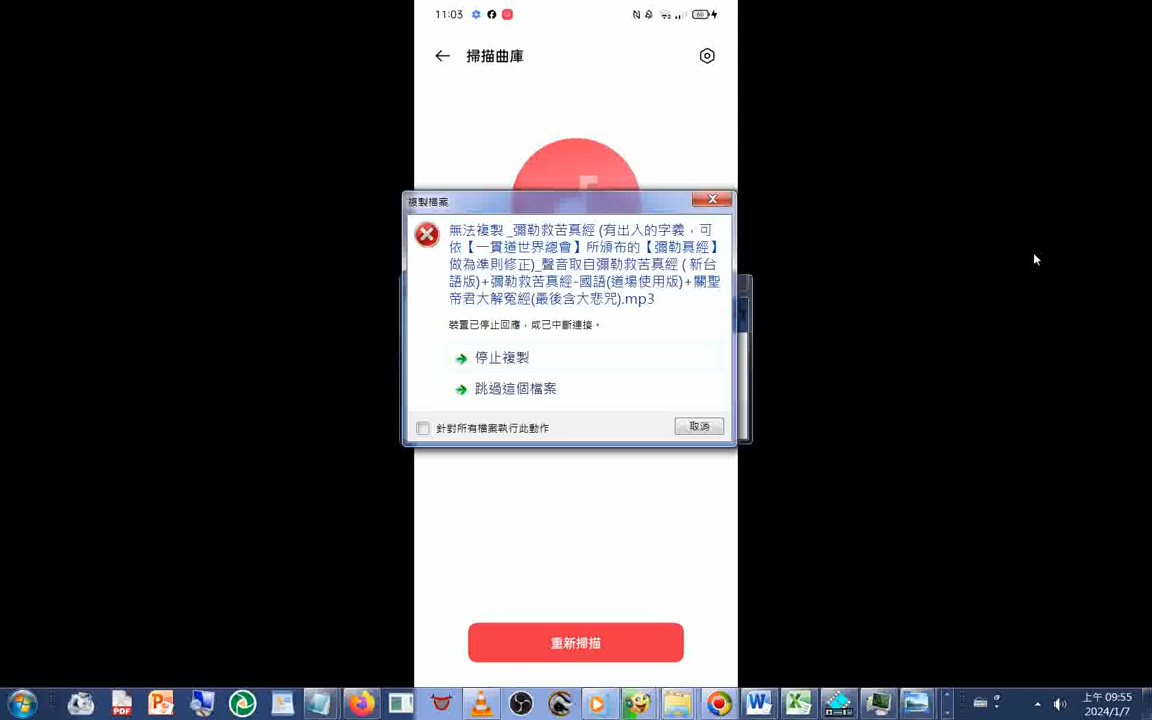 11:03
60
掃描曲庫
複製檔案
無法複製 _彌勒救苦真經 (有出人的字義，可
依【一貫道世界總會】所頒布的【彌勒真經】
做為準則修正)_聲音取自彌勒救苦真經 ( 新台
語版)+彌勒救苦真經-國語(道場使用版)+關聖
帝君大解冤經(最後含大悲咒).mp3
裝置已停止回應，或已中斷連接。
停止複製
跳過這個檔案
針對所有檔案執行此動作
取消
重新掃描
上午 09:55
2024/1/7